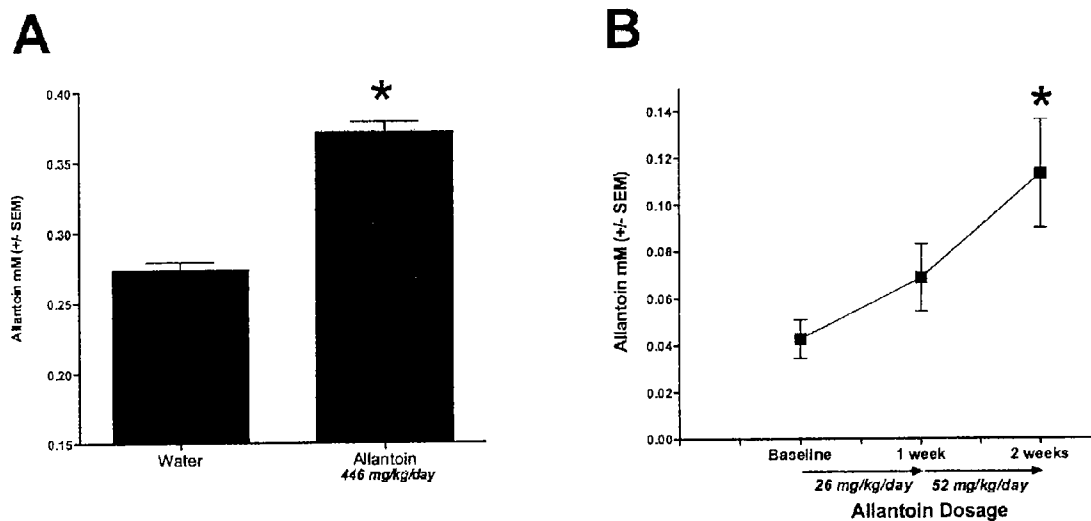 A
Allantoin mM (+/- SEM)
0.40
0.35
0.30
0.25
0.20
0.15
*
Water
Allantoin
446 mg/kg/day
B
Allantoin mM (+/- SEM)
0.14
0.12
0.10
0.08
0.06
0.04
0.02
0.00
*
Baseline
1 week
2 weeks
26 mg/kg/day
52 mg/kg/day
Allantoin Dosage